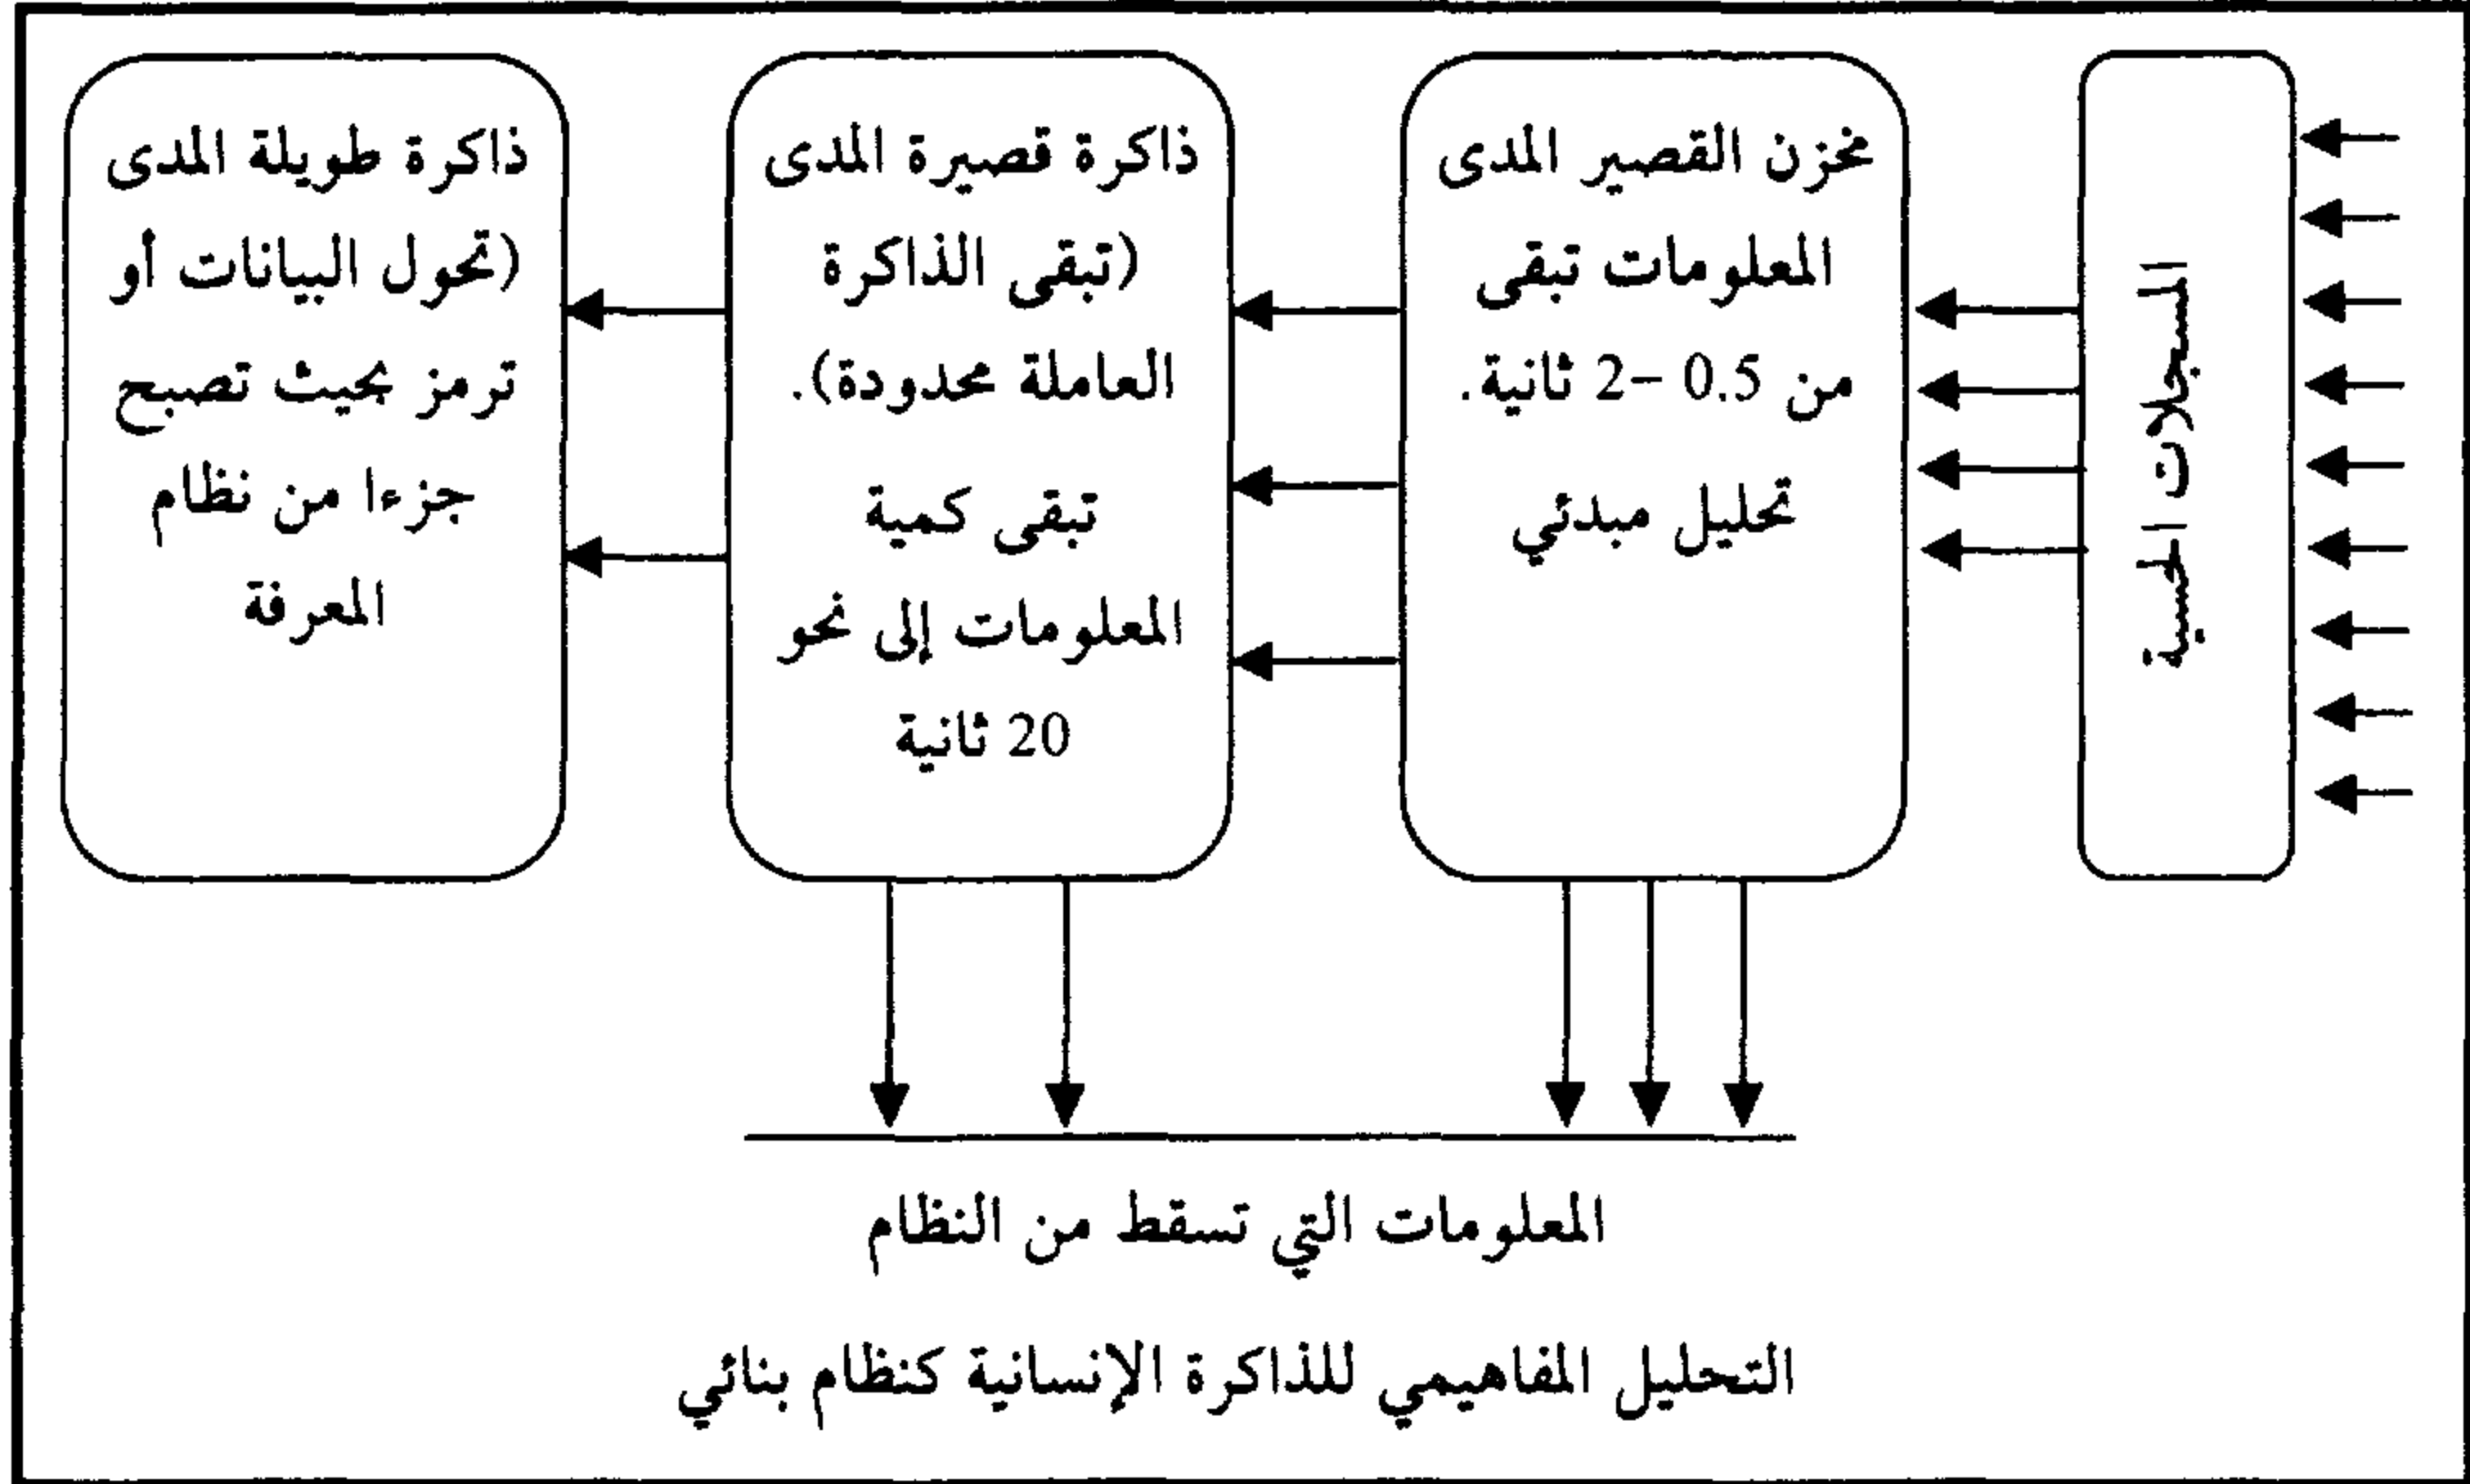 السجلات الحسية
مخزن القصير المدى
المعلومات تبقى
من 0.5 –2 ثانية.
تحليل مبدئي
ذاكرة قصيرة المدى
(تبقى الذاكرة
العاملة محدودة).
تبقى كمية
المعلومات إلى نحو
20 ثانية
ذاكرة طويلة المدى
(تحول البيانات أو
ترمز بحيث تصبح
جزءا من نظام
المعرفة
المعلومات التي تسقط من النظام
التحليل المفاهيمي للذاكرة الإنسانية كنظام بنائي